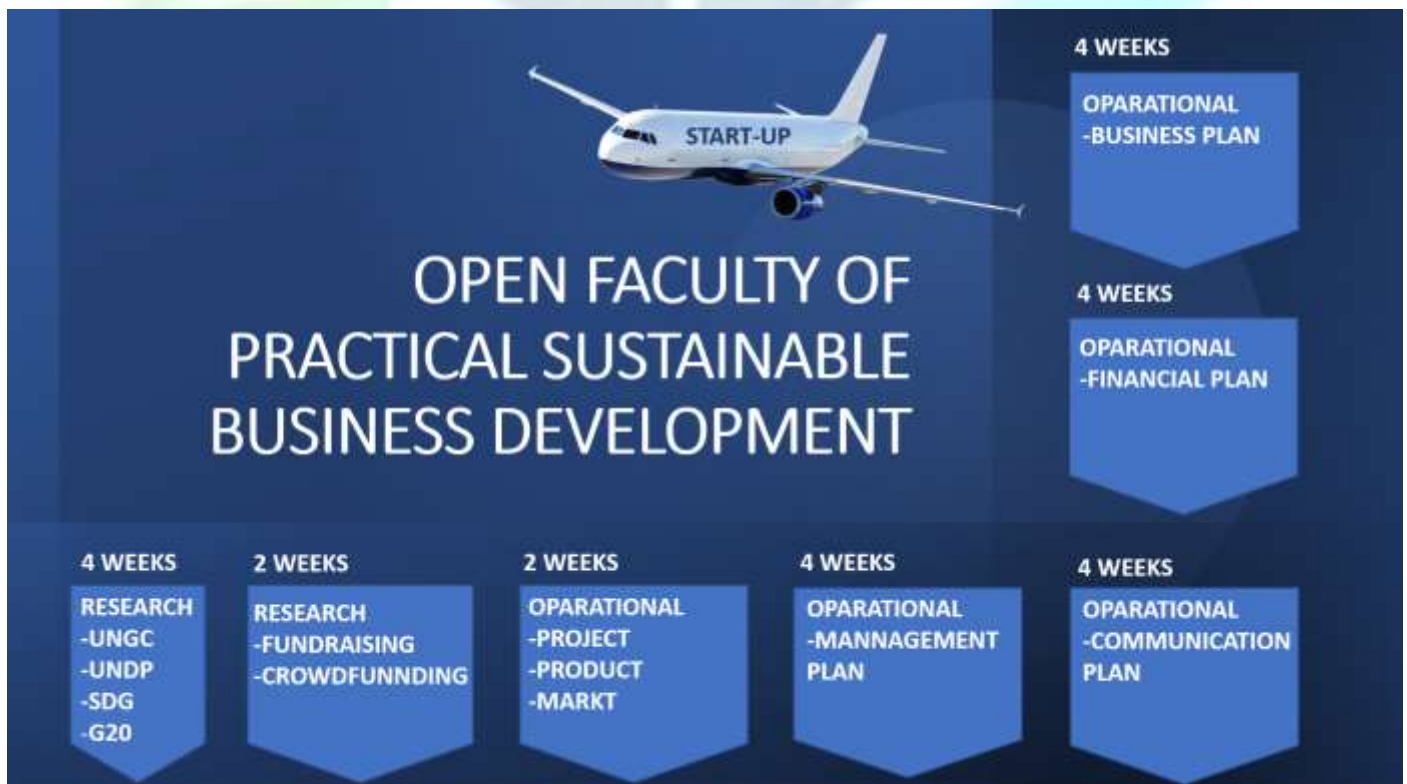 START-UP
OPEN FACULTY OF
PRACTICAL SUSTAINABLE
BUSINESS DEVELOPMENT
4 WEEKS
OPARATIONAL
-BUSINESS PLAN
4 WEEKS
OPARATIONAL
-FINANCIAL PLAN
4 WEEKS
RESEARCH
-UNGC
-UNDP
-SDG
-G20
2 WEEKS
RESEARCH
-FUNDRAISING
-CROWDFUNNDING
2 WEEKS
OPARATIONAL
-PROJECT
-PRODUCT
-MARKT
4 WEEKS
OPARATIONAL
-MANNAGEMENT
PLAN
4 WEEKS
OPARATIONAL
-COMMUNICATION
PLAN